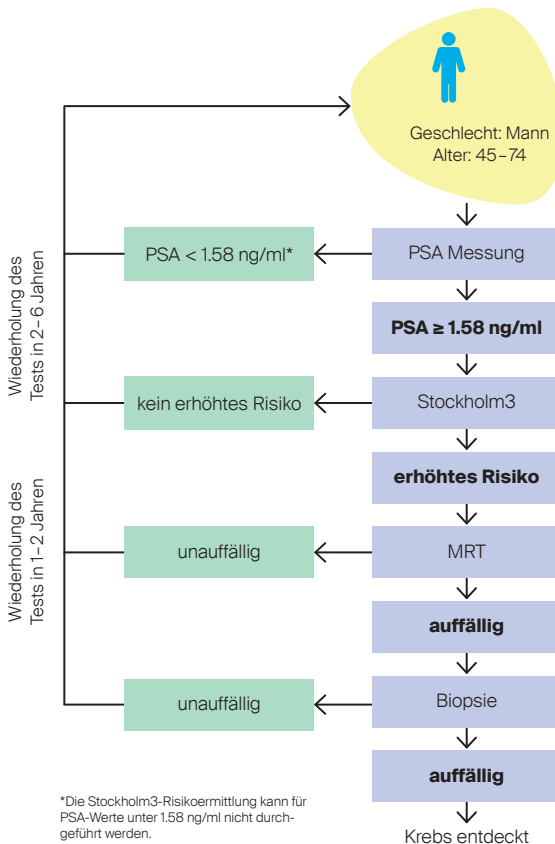 Geschlecht: Mann
Alter: 45–74
PSA < 1.58 ng/ml*
PSA Messung
PSA ≥ 1.58 ng/ml
Wiederholung des
Tests in 2–6 Jahren
kein erhöhtes Risiko
Stockholm3
erhöhtes Risiko
Wiederholung des
Tests in 1–2 Jahren
unauffällig
MRT
auffällig
unauffällig
Biopsie
auffällig
*Die Stockholm3-Risikoermittlung kann für
PSA-Werte unter 1.58 ng/ml nicht durch-
geführt werden.
Krebs entdeckt